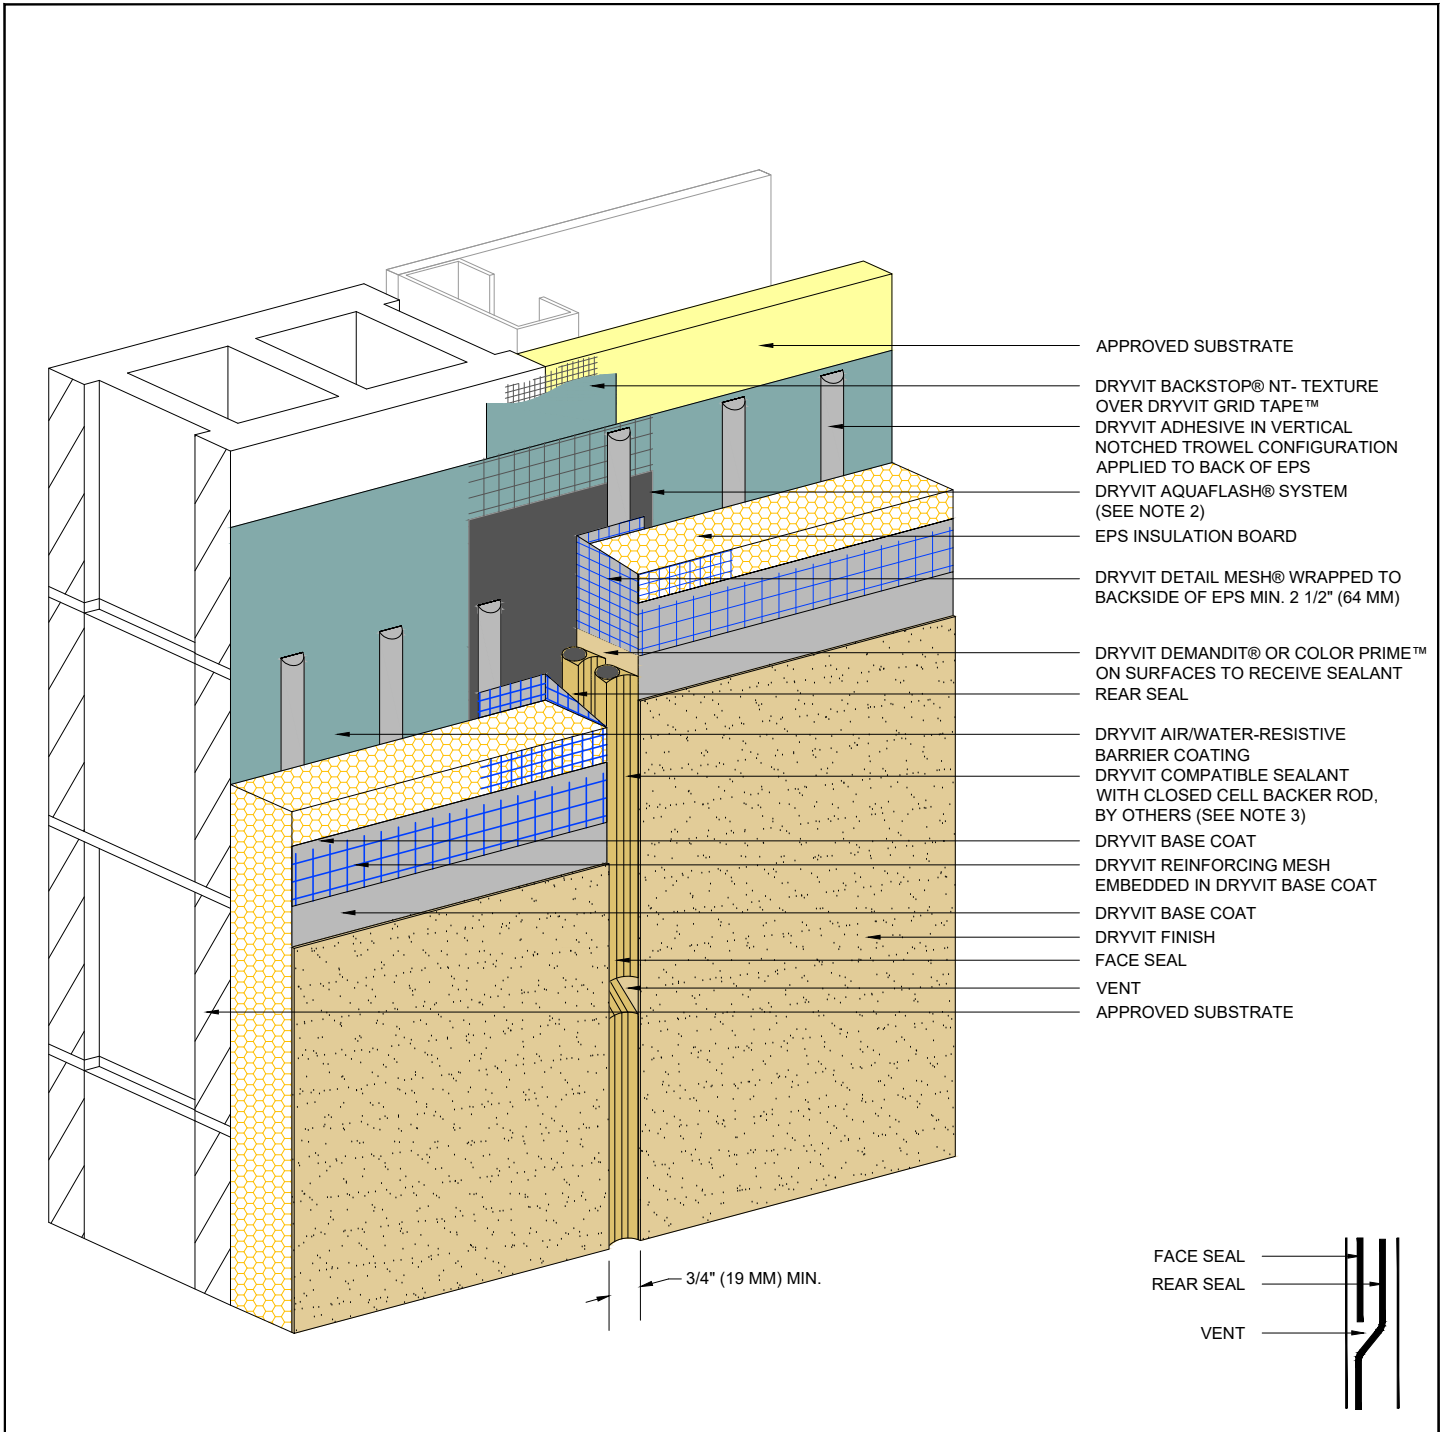 APPROVED SUBSTRATE
DRYVIT BACKSTOP® NT- TEXTURE
OVER DRYVIT GRID TAPE™
DRYVIT ADHESIVE IN VERTICAL
NOTCHED TROWEL CONFIGURATION
APPLIED TO BACK OF EPS
DRYVIT AQUAFLASH® SYSTEM
(SEE NOTE 2)
EPS INSULATION BOARD
DRYVIT DETAIL MESH® WRAPPED TO
BACKSIDE OF EPS MIN. 2 1/2" (64 MM)
DRYVIT DEMANDIT® OR COLOR PRIME™
ON SURFACES TO RECEIVE SEALANT
REAR SEAL
DRYVIT AIR/WATER-RESISTIVE
BARRIER COATING
DRYVIT COMPATIBLE SEALANT
WITH CLOSED CELL BACKER ROD,
BY OTHERS (SEE NOTE 3)
DRYVIT BASE COAT
DRYVIT REINFORCING MESH
EMBEDDED IN DRYVIT BASE COAT
DRYVIT BASE COAT
DRYVIT FINISH
FACE SEAL
VENT
APPROVED SUBSTRATE
3/4" (19 MM) MIN.
FACE SEAL
REAR SEAL
VENT